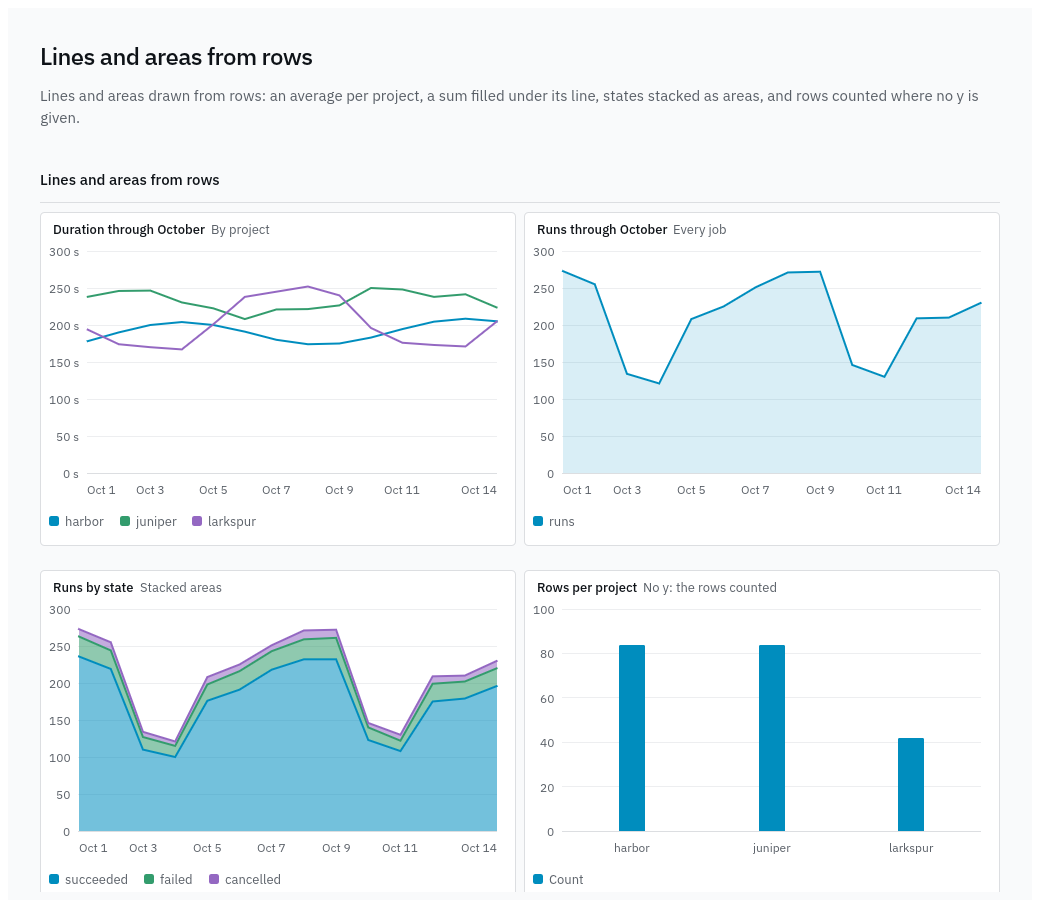 Lines and areas from rows
Lines and areas drawn from rows: an average per project, a sum filled under its line, states stacked as areas, and rows counted where no y is
given.
Lines and areas from rows
Duration through October By project
300 s
250 s
200 s
150 s
100 s
50 s
0 s
Oct 1 Oct 3 Oct 5 Oct 7 Oct 9 Oct 11 Oct 14
harbor juniper larkspur
Runs through October Every job
300
250
200
150
100
50
0
Oct 1 Oct 3 Oct 5 Oct 7 Oct 9 Oct 11 Oct 14
runs
Runs by state Stacked areas
300
250
200
150
100
50
0
Oct 1 Oct 3 Oct 5 Oct 7 Oct 9 Oct 11 Oct 14
succeeded failed cancelled
Rows per project No y: the rows counted
100
80
60
40
20
0
harbor juniper larkspur
Count